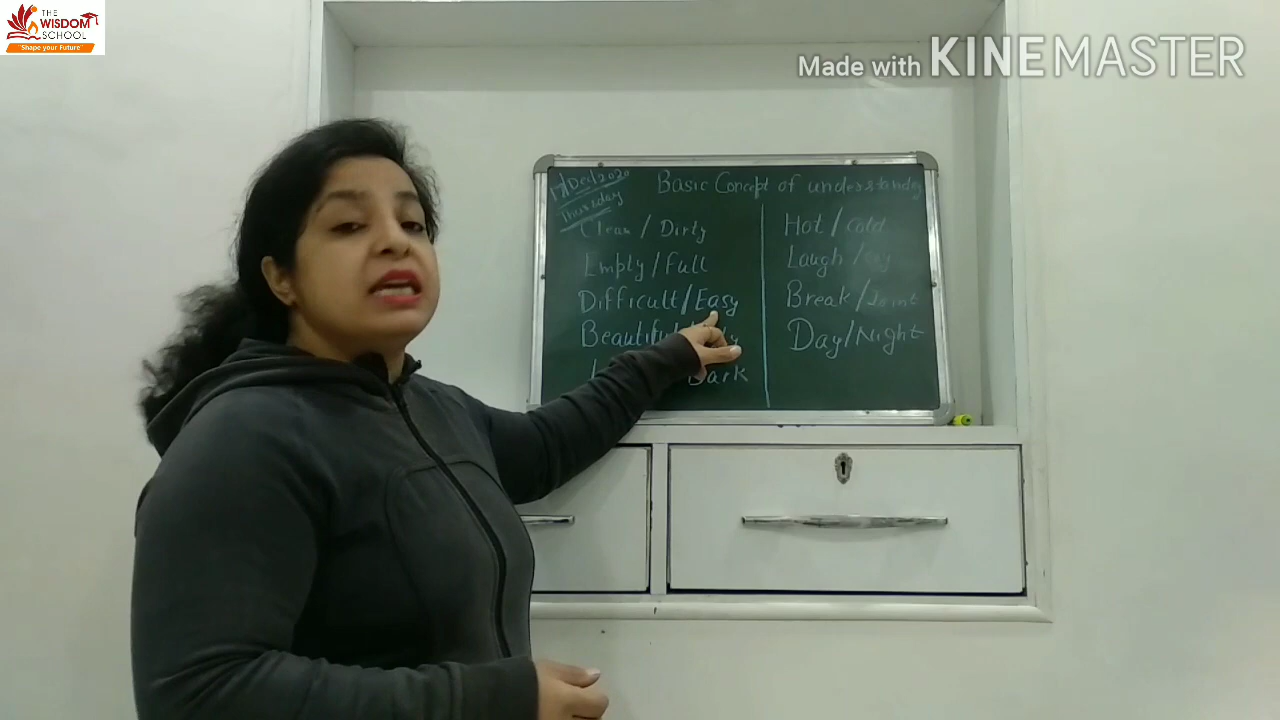 THE
WISDOM
SCHOOL
"Shape your Future"
Made with KINEMASTER
17 Dec 2020
Thursday
Basic Concept of understanding
Clean / Dirty
Empty / Full
Difficult / Easy
Beautiful
Dark
Hot / Cold
Laugh / cry
Break / Joint
Day / Night